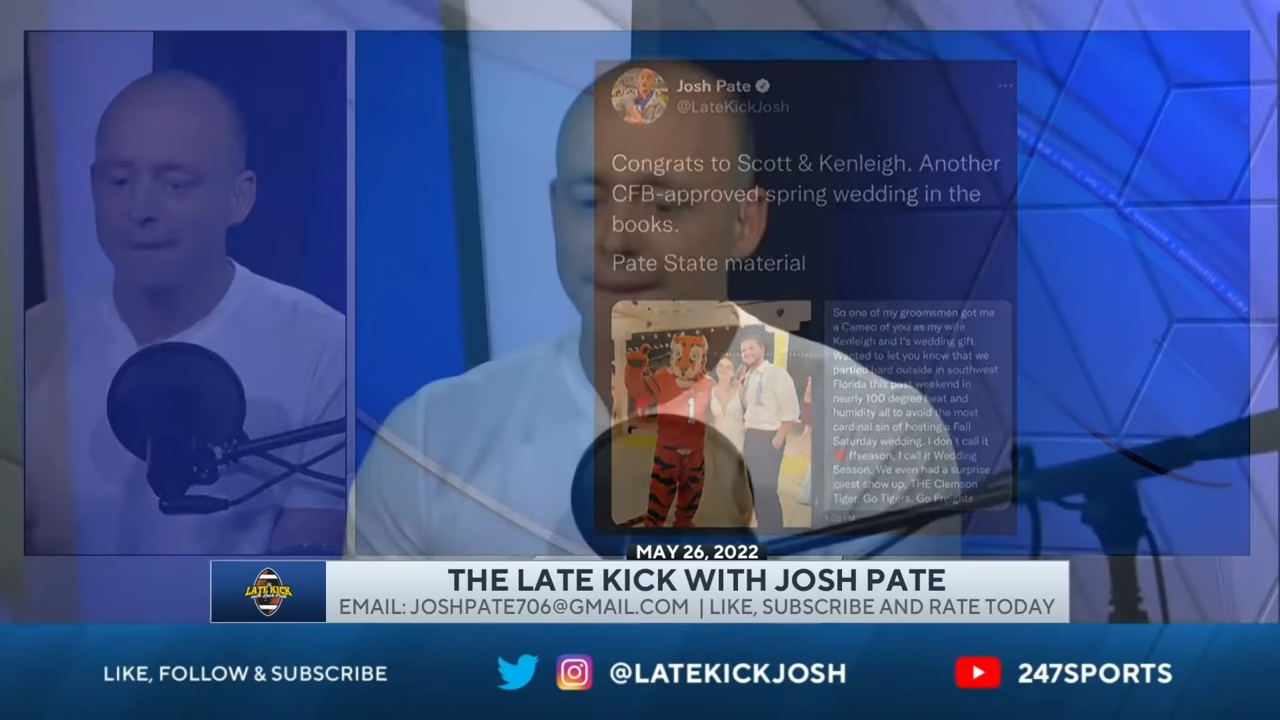 Josh Pate
@LateKickJosh
Congrats to Scott & Kenleigh. Another
CFB-approved spring wedding in the
books.
Pate State material
So one of my groomsmen got me
a Cameo of you as my wife
Kenleigh and I's wedding gift.
Wanted to let you know that we
partied hard outside in southwest
Florida this past weekend in
nearly 100 degree heat and
humidity all to avoid the most
cardinal sin of hosting a Fall
Saturday wedding. I don't call it
ffseason, I call it Wedding
Season. We even had a surprise
guest show up, THE Clemson
Tiger. Go Tigers. Go Freights
1
MAY 26, 2022
LATE KICK
THE LATE KICK WITH JOSH PATE
EMAIL: JOSHPATE706@GMAIL.COM | LIKE, SUBSCRIBE AND RATE TODAY
LIKE, FOLLOW & SUBSCRIBE
@LATEKICKJOSH
247SPORTS